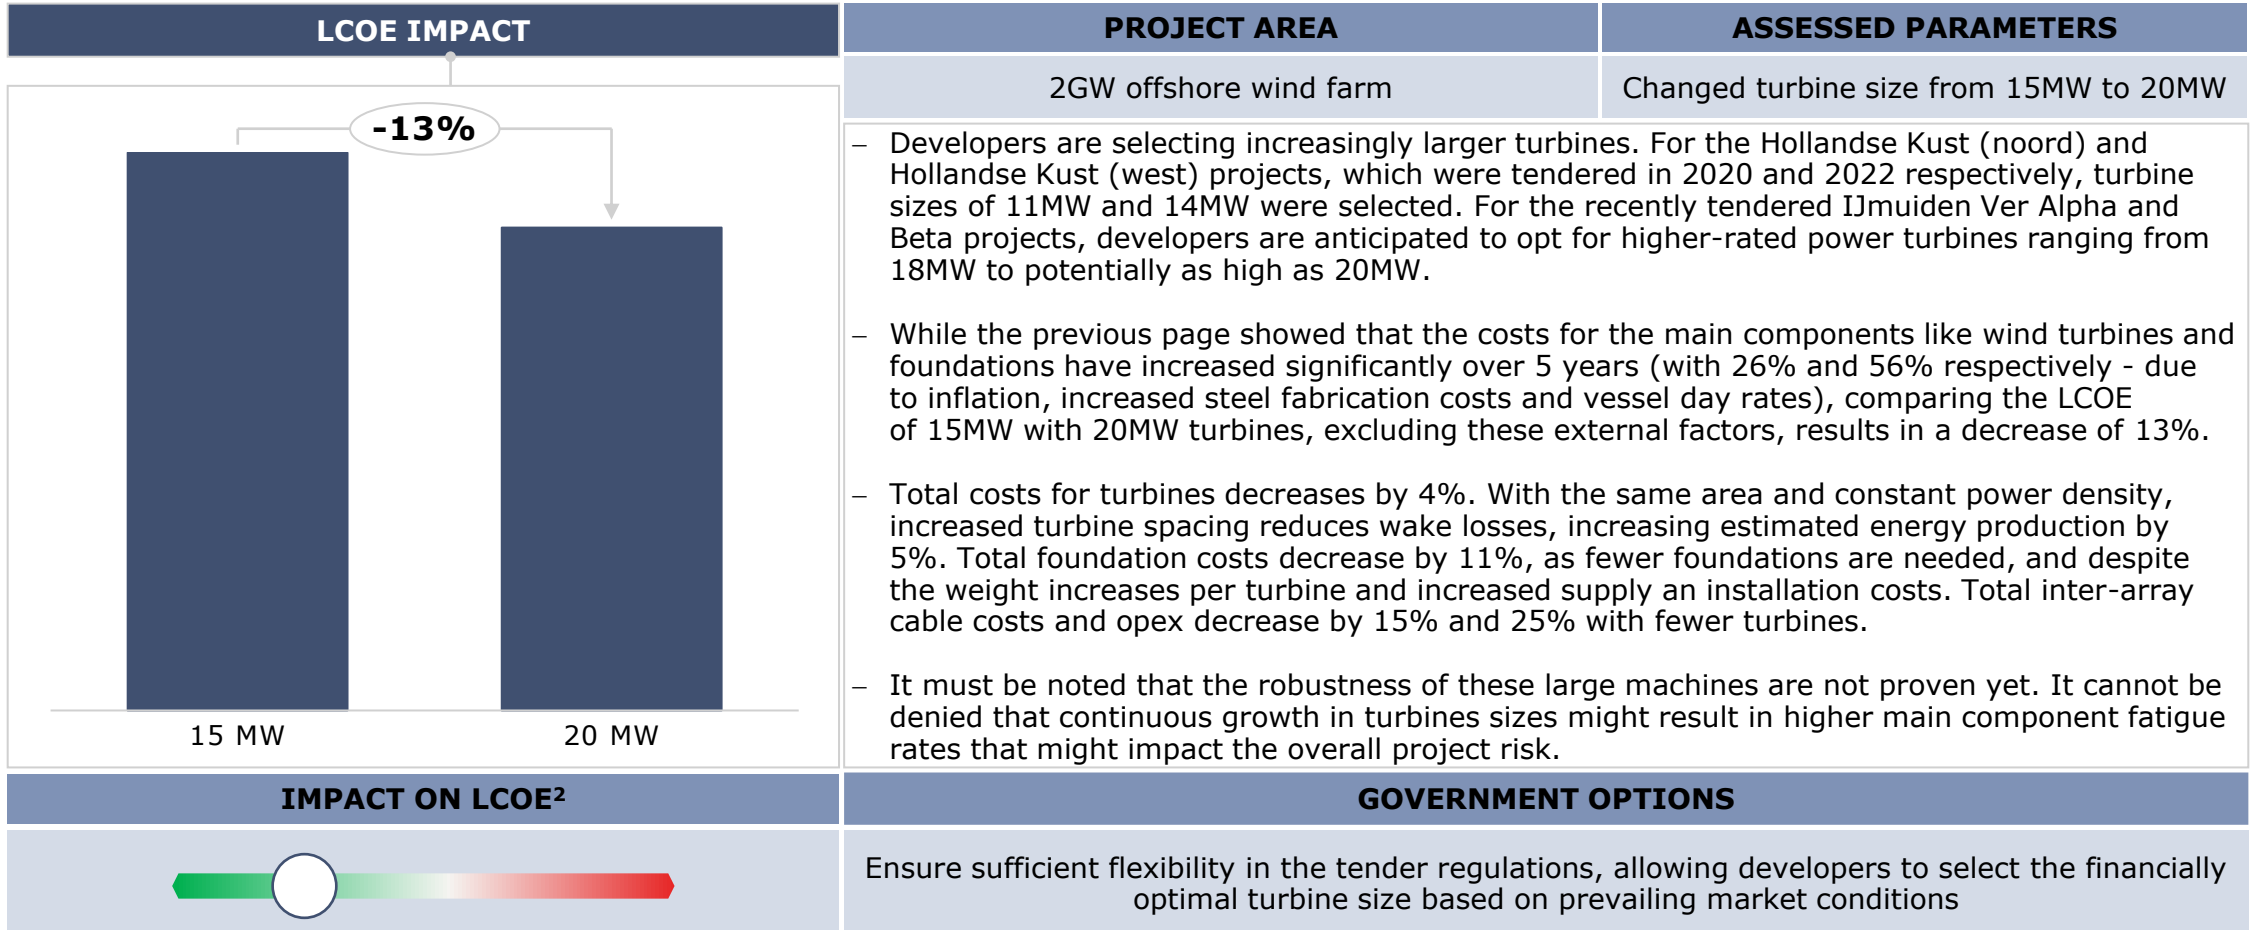 LCOE IMPACT
-13%
15 MW
20 MW
IMPACT ON LCOE²
PROJECT AREA
ASSESSED PARAMETERS
2GW offshore wind farm
Changed turbine size from 15MW to 20MW
– Developers are selecting increasingly larger turbines. For the Hollandse Kust (noord) and
Hollandse Kust (west) projects, which were tendered in 2020 and 2022 respectively, turbine
sizes of 11MW and 14MW were selected. For the recently tendered IJmuiden Ver Alpha and
Beta projects, developers are anticipated to opt for higher-rated power turbines ranging from
18MW to potentially as high as 20MW.
– While the previous page showed that the costs for the main components like wind turbines and
foundations have increased significantly over 5 years (with 26% and 56% respectively - due
to inflation, increased steel fabrication costs and vessel day rates), comparing the LCOE
of 15MW with 20MW turbines, excluding these external factors, results in a decrease of 13%.
– Total costs for turbines decreases by 4%. With the same area and constant power density,
increased turbine spacing reduces wake losses, increasing estimated energy production by
5%. Total foundation costs decrease by 11%, as fewer foundations are needed, and despite
the weight increases per turbine and increased supply an installation costs. Total inter-array
cable costs and opex decrease by 15% and 25% with fewer turbines.
– It must be noted that the robustness of these large machines are not proven yet. It cannot be
denied that continuous growth in turbines sizes might result in higher main component fatigue
rates that might impact the overall project risk.
GOVERNMENT OPTIONS
Ensure sufficient flexibility in the tender regulations, allowing developers to select the financially
optimal turbine size based on prevailing market conditions